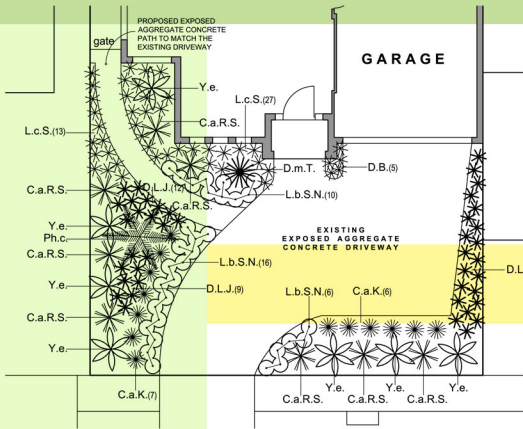 PROPOSED EXPOSED
AGGREGATE CONCRETE
PATH TO MATCH THE
EXISTING DRIVEWAY
gate
GARAGE
Y.e.
L.c.S.(27)
C.a.R.S.
L.c.S.(13)
D.m.T.
D.B.(5)
C.a.R.S.
D.L.J.(12)
L.b.S.N.(10)
C.a.R.S.
Y.e.
Ph.c.
EXISTING
EXPOSED AGGREGATE
CONCRETE DRIVEWAY
C.a.R.S.
L.b.S.N.(16)
D.L
Y.e.
D.L.J.(9)
L.b.S.N.(6)
C.a.K.(6)
C.a.R.S.
Y.e.
C.a.K.(7)
Y.e.
Y.e.
Y.e.
C.a.R.S.
C.a.R.S.
C.a.R.S.